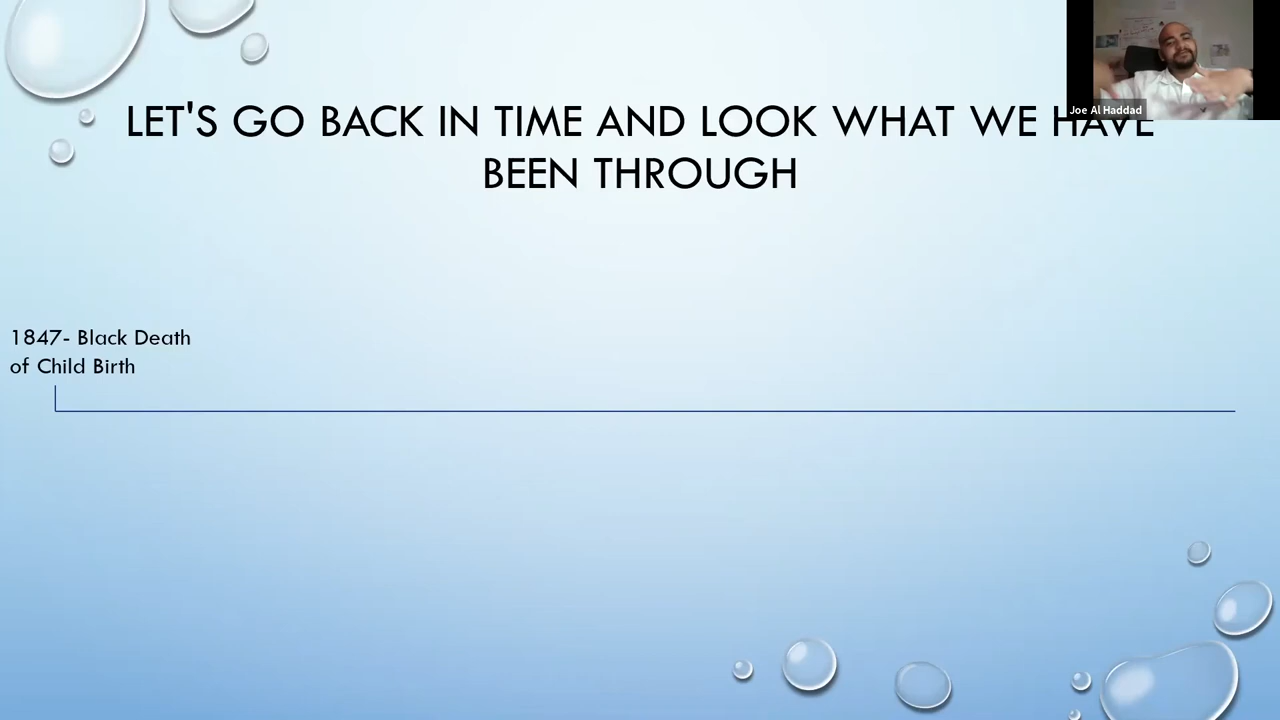 Joe Al Haddad
LET'S GO BACK IN TIME AND LOOK WHAT WE HAVE
BEEN THROUGH
1847- Black Death
of Child Birth